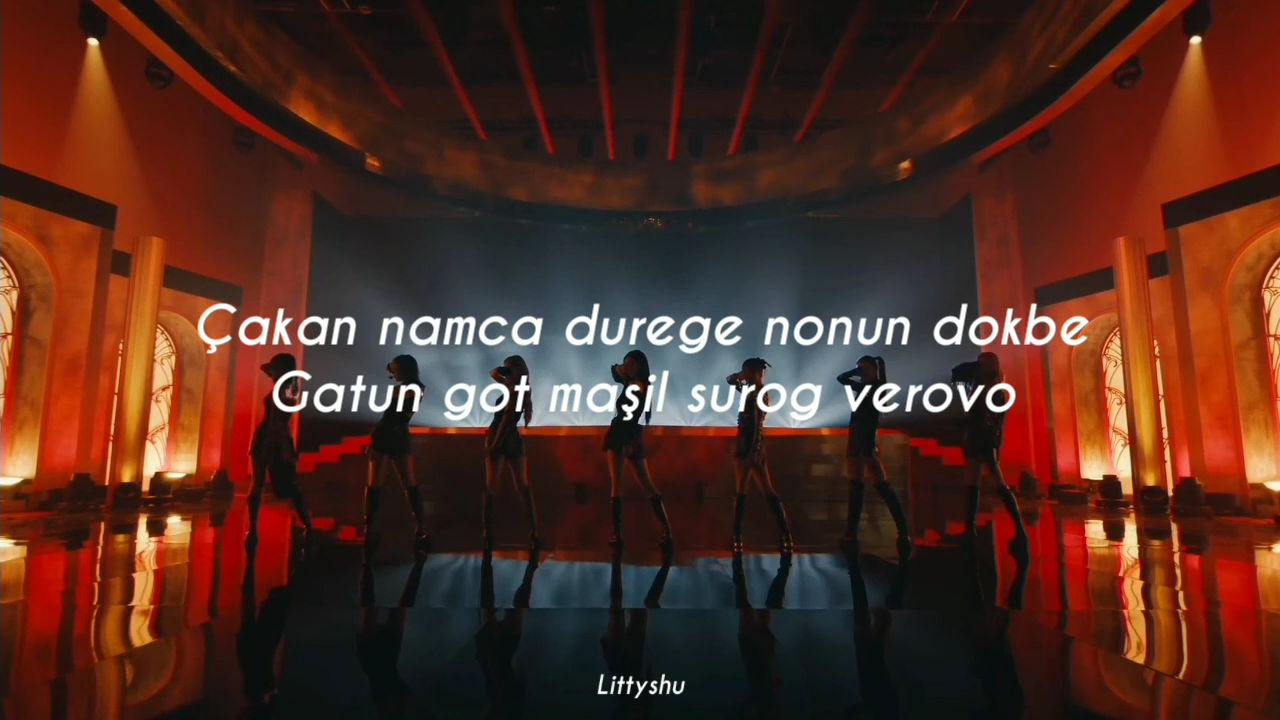 Çakan namca durege nonun dokbe
Gatun got maşil surog verovo
Littyshu